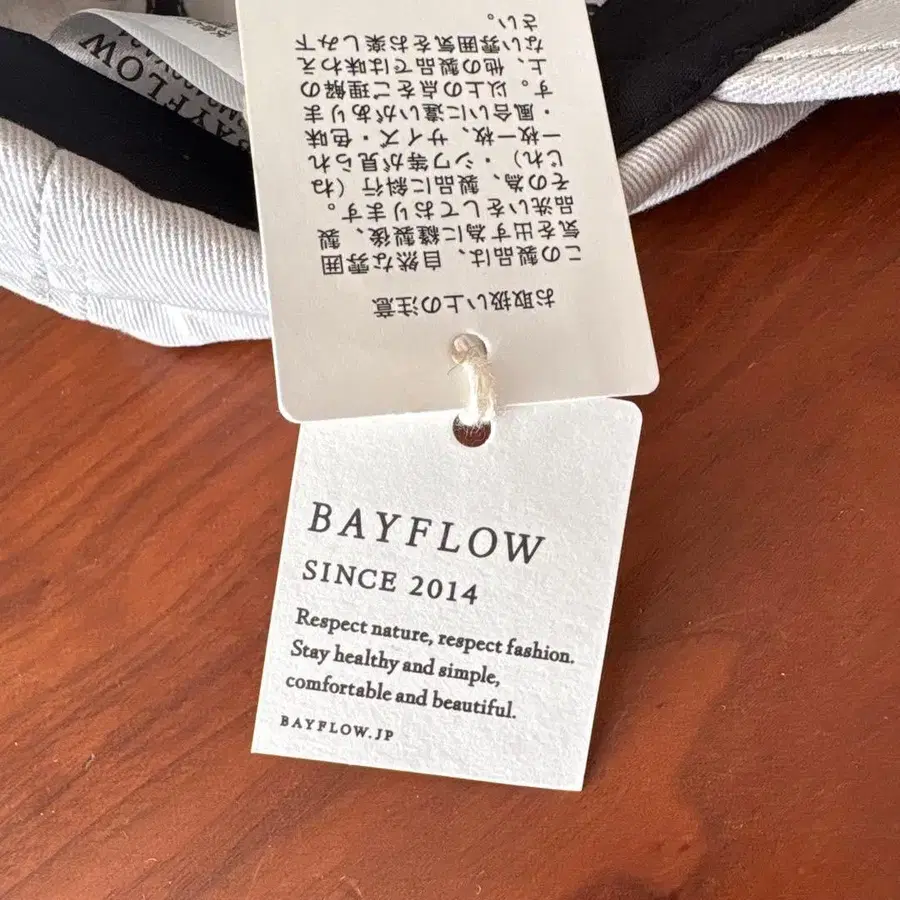 お取扱い上の注意
この製品は、自然な雰囲
気を出す為に縫製後、製
品洗いをしております。
その為、製品に斜行（ね
じれ）・シワ等が見られ
一枚一枚、サイズ・色味
・風合いに違いがありま
す。以上の点をご理解の
上、他の製品では味わえ
ない雰囲気をお楽しみ下
さい。
BAYFLOW
SINCE 2014
Respect nature, respect fashion.
Stay healthy and simple,
comfortable and beautiful.
BAYFLOW.JP
BAYFLOW